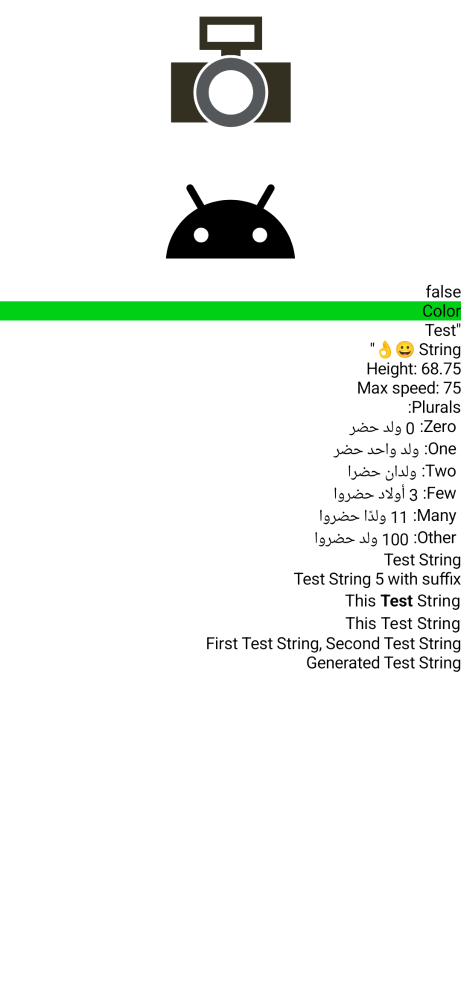 false
Color
"Test
String 😀👌"
Height: 68.75
Max speed: 75
Plurals:
Zero: 0 ولد حضر
One: ولد واحد حضر
Two: ولدان حضرا
Few: 3 أولاد حضروا
Many: 11 ولدًا حضروا
Other: 100 ولد حضروا
Test String
Test String 5 with suffix
This Test String
This Test String
First Test String, Second Test String
Generated Test String